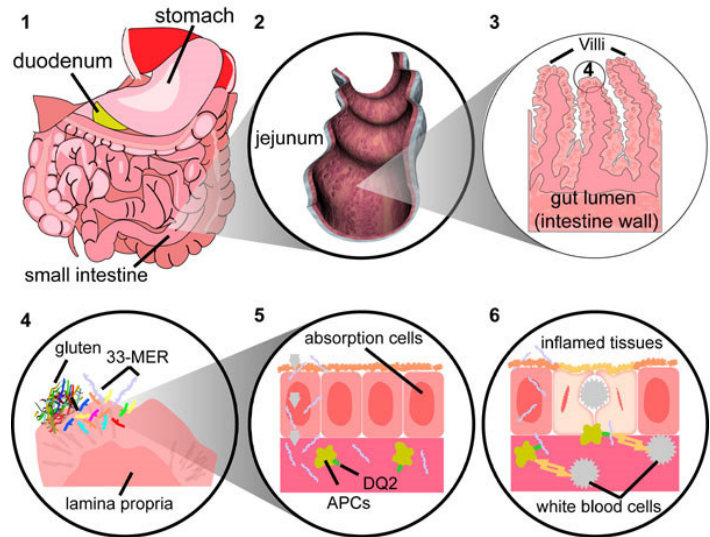 1
stomach
duodenum
small intestine
2
jejunum
3
Villi
4
gut lumen
(intestine wall)
4
gluten
33-MER
lamina propria
5
absorption cells
DQ2
APCs
6
inflamed tissues
white blood cells